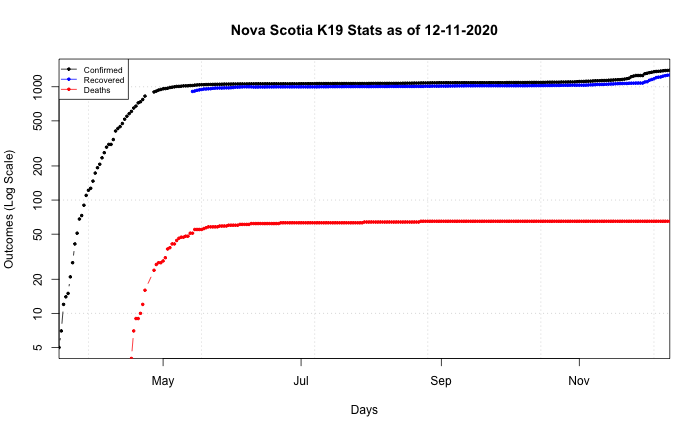 Nova Scotia K19 Stats as of 12-11-2020
Confirmed
Recovered
Deaths
Outcomes (Log Scale)
1000
500
200
100
50
20
10
5
May
Jul
Sep
Nov
Days